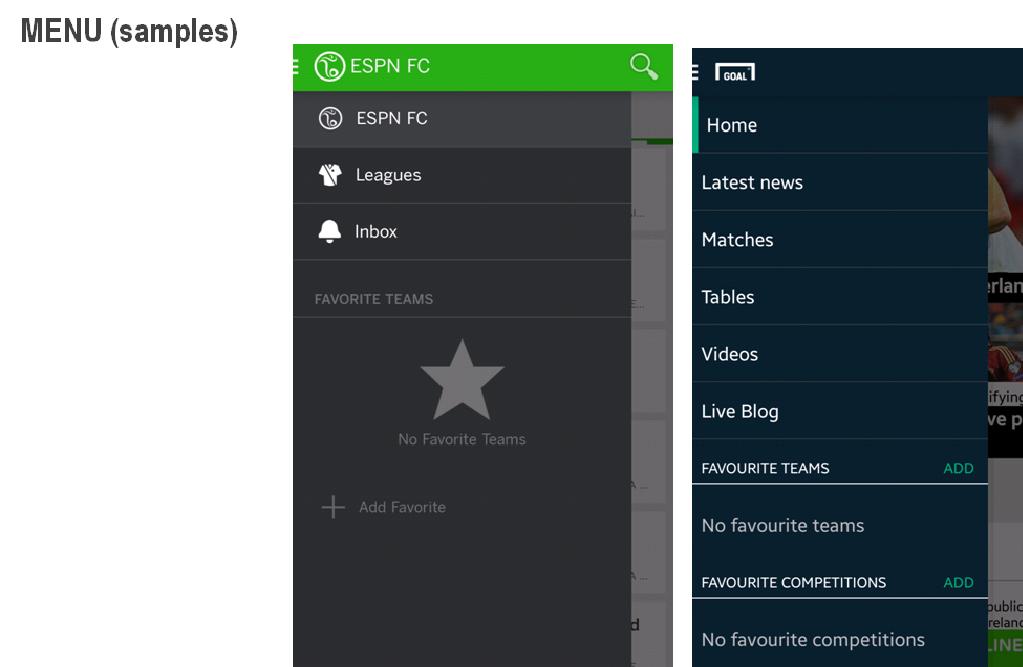 MENU (samples)
ESPN FC
ESPN FC
Leagues
Inbox
FAVORITE TEAMS
No Favorite Teams
Add Favorite
GOAL
Home
Latest news
Matches
Tables
Videos
Live Blog
FAVOURITE TEAMS ADD
No favourite teams
FAVOURITE COMPETITIONS ADD
No favourite competitions